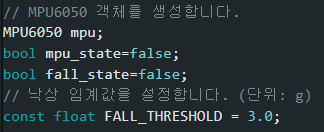 // MPU6050 객체를 생성합니다.
MPU6050 mpu;
bool mpu_state=false;
bool fall_state=false;
// 낙상 임계값을 설정합니다. (단위: g)
const float FALL_THRESHOLD = 3.0;